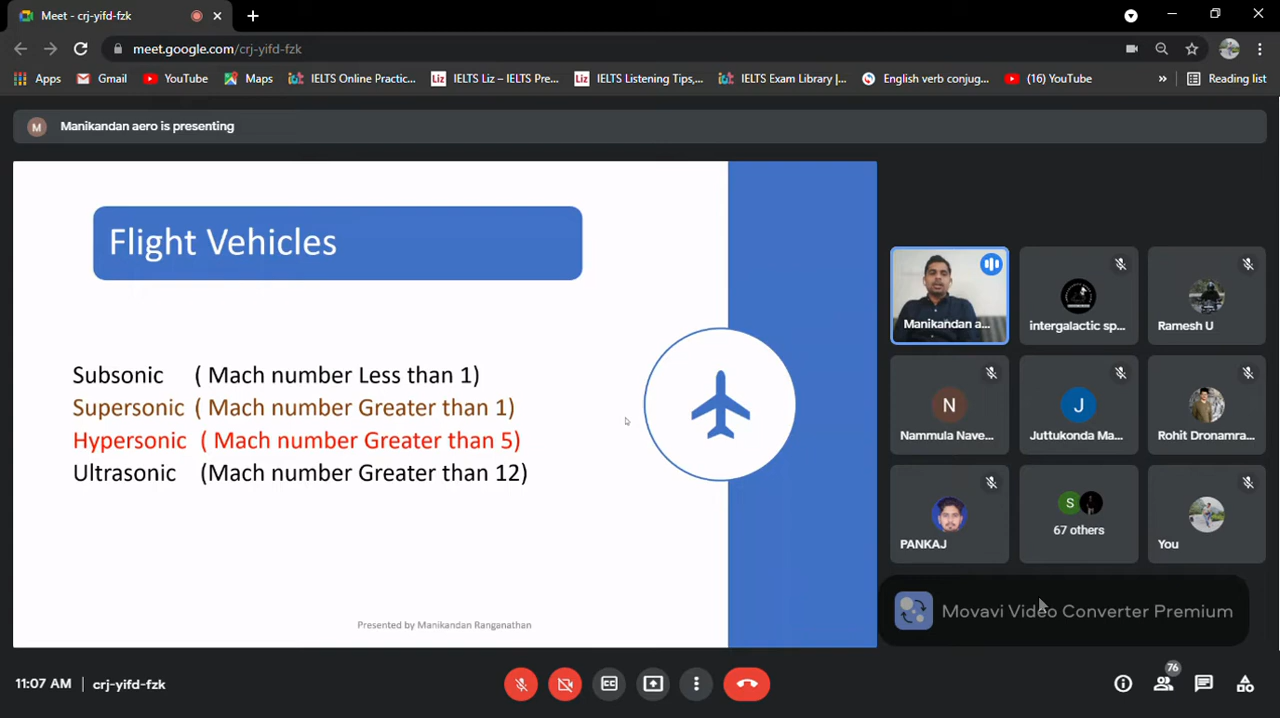 Meet - crj-yifd-fzk
meet.google.com/crj-yifd-fzk
Apps
Gmail
YouTube
Maps
IELTS Online Practic...
Liz
IELTS Liz – IELTS Pre...
Liz
IELTS Listening Tips,...
IELTS Exam Library |...
English verb conjug...
(16) YouTube
»
Reading list
M
Manikandan aero is presenting
Flight Vehicles
Subsonic ( Mach number Less than 1)
Supersonic ( Mach number Greater than 1)
Hypersonic ( Mach number Greater than 5)
Ultrasonic (Mach number Greater than 12)
Presented by Manikandan Ranganathan
Manikandan a...
intergalactic sp...
Ramesh U
N
Nammula Nave...
J
Juttukonda Ma...
Rohit Dronamra...
PANKAJ
S
67 others
You
Movavi Video Converter Premium
11:07 AM | crj-yifd-fzk
CC
76